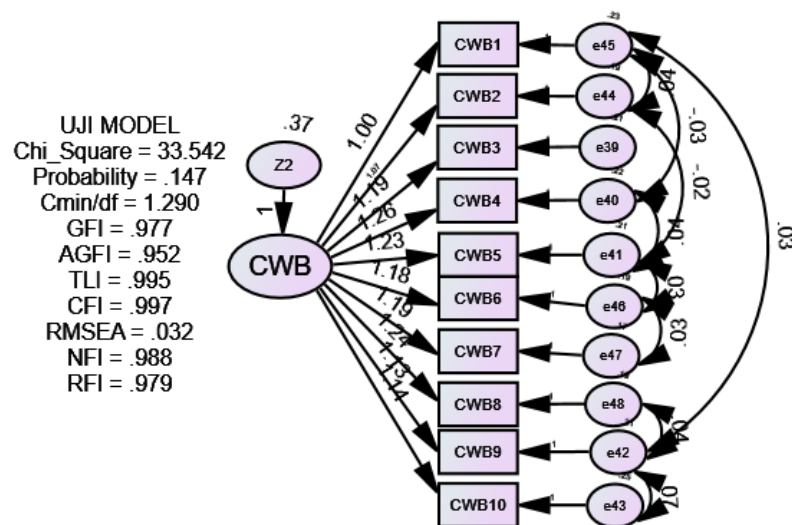 UJI MODEL
Chi_Square = 33.542
Probability = .147
Cmin/df = 1.290
GFI = .977
AGFI = .952
TLI = .995
CFI = .997
RMSEA = .032
NFI = .988
RFI = .979
.37
Z2
1
CWB
1.00
1.07
1.19
1.26
1.23
1.18
1.19
1.24
1.13
1.14
CWB1
CWB2
CWB3
CWB4
CWB5
CWB6
CWB7
CWB8
CWB9
CWB10
e45
e44
e39
e40
e41
e46
e47
e48
e42
e43
.04
-.03
-.02
.03
.04
.03
.03
.04
.07